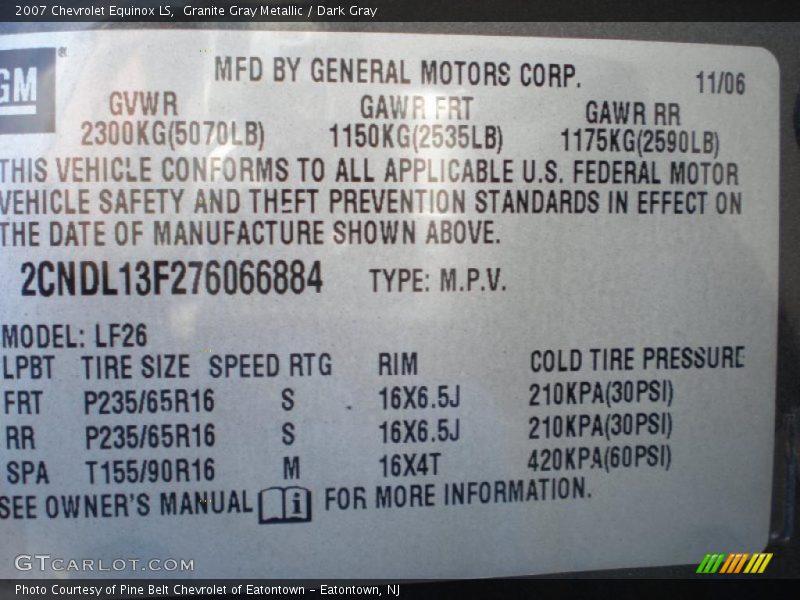 2007 Chevrolet Equinox LS,  Granite Gray Metallic / Dark Gray
GM®
MFD BY GENERAL MOTORS CORP.
11/06
GVWR GAWR FRT GAWR RR
2300KG(5070LB) 1150KG(2535LB) 1175KG(2590LB)
THIS VEHICLE CONFORMS TO ALL APPLICABLE U.S. FEDERAL MOTOR
VEHICLE SAFETY AND THEFT PREVENTION STANDARDS IN EFFECT ON
THE DATE OF MANUFACTURE SHOWN ABOVE.
2CNDL13F276066884 TYPE: M.P.V.
MODEL: LF26
LPBT TIRE SIZE SPEED RTG RIM COLD TIRE PRESSURE
FRT P235/65R16 S 16X6.5J 210KPA(30PSI)
RR P235/65R16 S 16X6.5J 210KPA(30PSI)
SPA T155/90R16 M 16X4T 420KPA(60PSI)
SEE OWNER'S MANUAL i FOR MORE INFORMATION.
GTCARLOT.COM
Photo Courtesy of Pine Belt Chevrolet of Eatontown – Eatontown, NJ